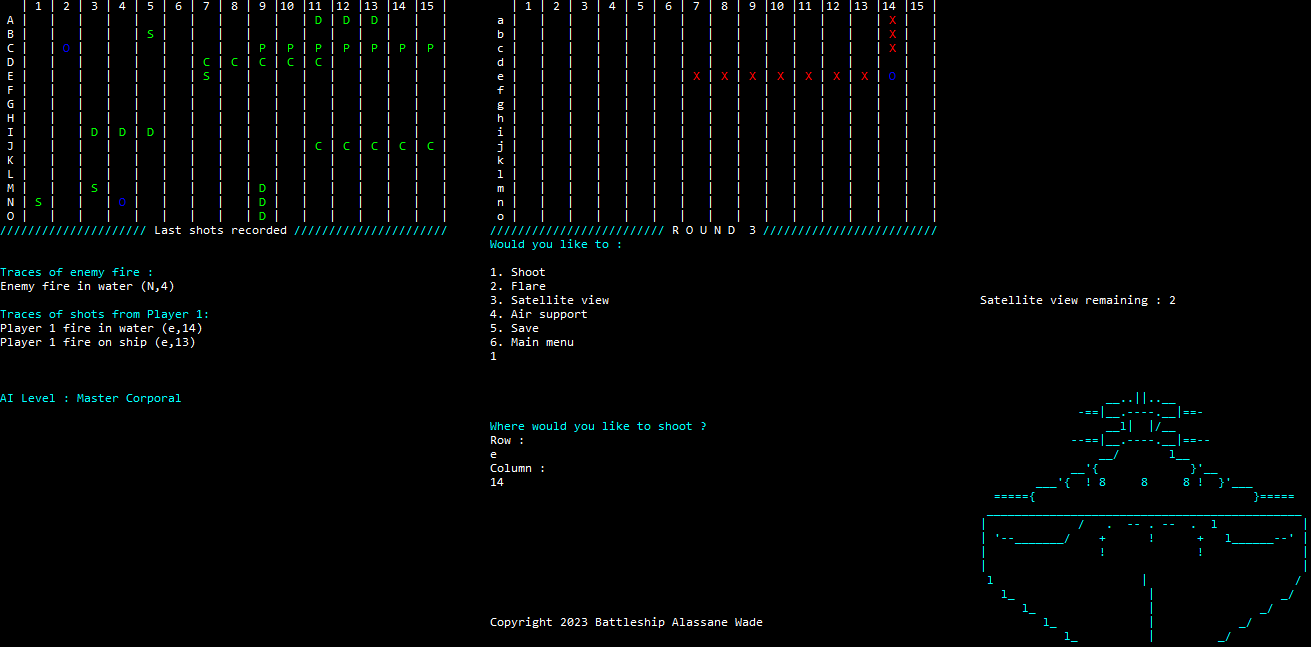 1 2 3 4 5 6 7 8 9 10 11 12 13 14 15
A D D D
B S
C O P P P P P P P
D C C C C C
E S
F
G
H
I D D D
J C C C C C
K
L
M S D
N S O D
O D
////////////////////// Last shots recorded //////////////////////
Traces of enemy fire :
Enemy fire in water (N,4)
Traces of shots from Player 1:
Player 1 fire in water (e,14)
Player 1 fire on ship (e,13)
AI Level : Master Corporal
1 2 3 4 5 6 7 8 9 10 11 12 13 14 15
a X
b X
c X
d
e X X X X X X X O
f
g
h
i
j
k
l
m
n
o
///////////////////////// R O U N D 3 /////////////////////////
Would you like to :
1. Shoot
2. Flare
3. Satellite view
4. Air support
5. Save
6. Main menu
1
Where would you like to shoot ?
Row :
e
Column :
14
Copyright 2023 Battleship Alassane Wade
Satellite view remaining : 2